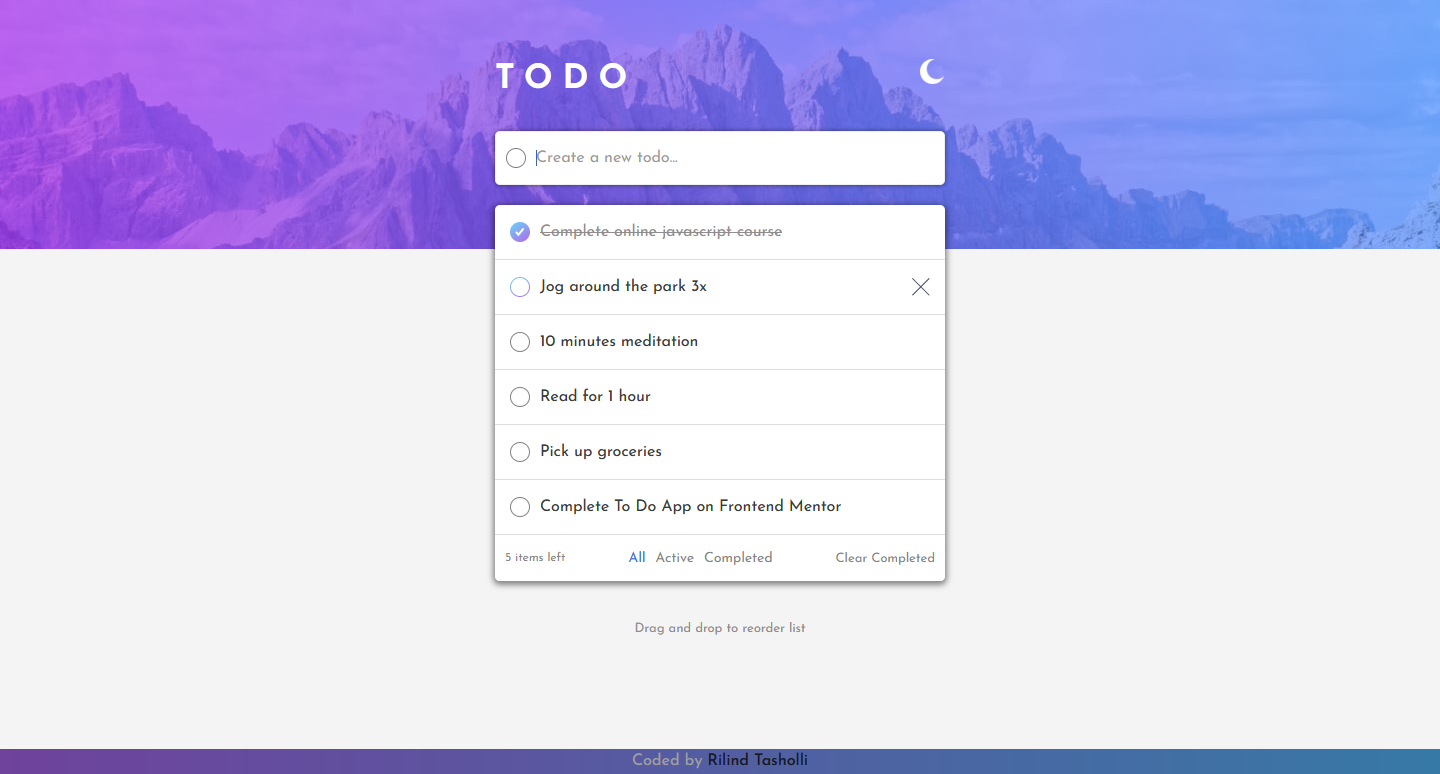 TODO
Create a new todo...
Complete online javascript course
Jog around the park 3x
10 minutes meditation
Read for 1 hour
Pick up groceries
Complete To Do App on Frontend Mentor
5 items left All Active Completed Clear Completed
Drag and drop to reorder list
Coded by Rilind Tasholli